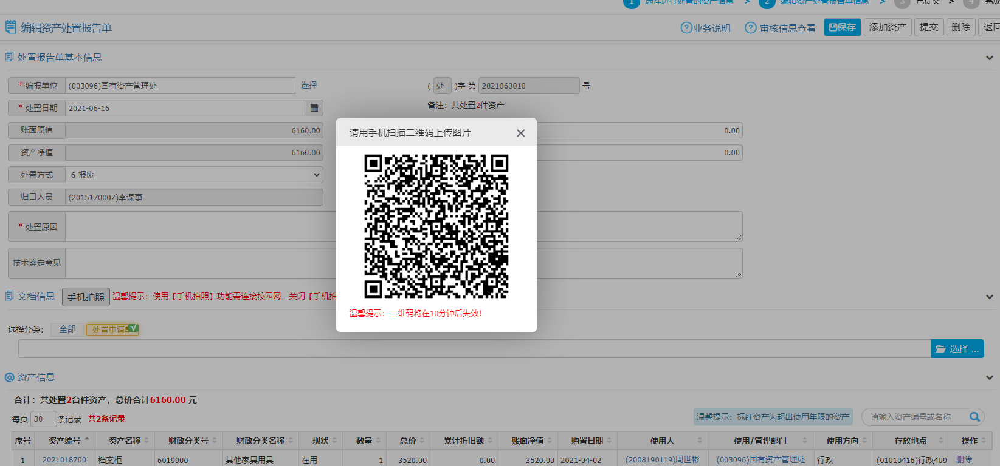 1 选择进行处置的资产信息 > 2 编辑资产处置报告单信息 > 3 已提交 > 4 完成
编辑资产处置报告单 ?业务说明 ?审核信息查看 保存 添加资产 提交 删除 返回
处置报告单基本信息
* 编报单位 (003096)国有资产管理处 选择 ( 处 )字 第 2021060010 号
* 处置日期 2021-06-16 备注：共处置2件资产
账面原值 6160.00 0.00
资产净值 6160.00 0.00
处置方式 6-报废
归口人员 (2015170007)李谋事
* 处置原因
技术鉴定意见
请用手机扫描二维码上传图片 ×
温馨提示：二维码将在10分钟后失效！
文档信息 手机拍照 温馨提示：使用【手机拍照】功能需连接校园网，关闭【手机拍
选择分类： 全部 处置申请单 √
选择 ...
资产信息
合计：共处置2台件资产，总价合计6160.00 元
每页 30 条记录 共2条记录 温馨提示：标红资产为超出使用年限的资产 请输入资产编号或名称
序号 资产编号 资产名称 财政分类号 财政分类名称 现状 数量 总价 累计折旧额 账面净值 购置日期 使用人 使用/管理部门 使用方向 存放地点 操作
1 2021018700 档案柜 6019900 其他家具用具 在用 1 3520.00 0.00 3520.00 2021-04-02 (2008190119)周世彬 (003096)国有资产管理处 行政 (01010416)行政409 删除